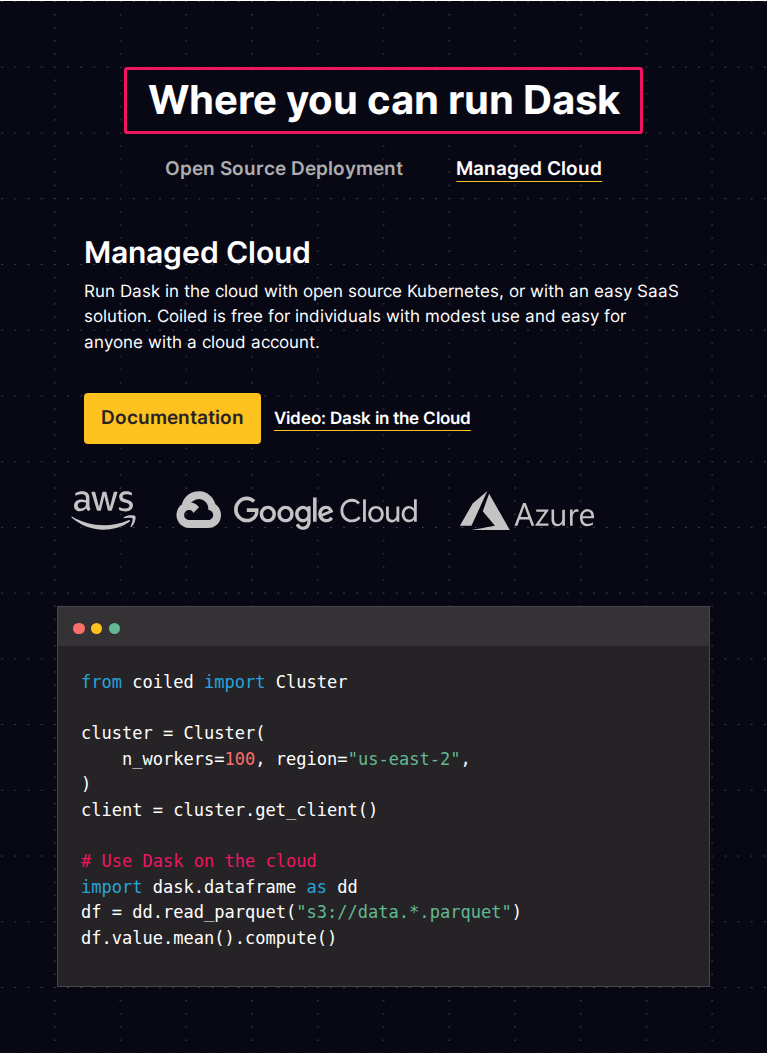 Where you can run Dask
Open Source Deployment Managed Cloud
Managed Cloud
Run Dask in the cloud with open source Kubernetes, or with an easy SaaS
solution. Coiled is free for individuals with modest use and easy for
anyone with a cloud account.
Documentation Video: Dask in the Cloud
aws Google Cloud Azure
from coiled import Cluster
cluster = Cluster(
    n_workers=100, region="us-east-2",
)
client = cluster.get_client()
# Use Dask on the cloud
import dask.dataframe as dd
df = dd.read_parquet("s3://data.*.parquet")
df.value.mean().compute()